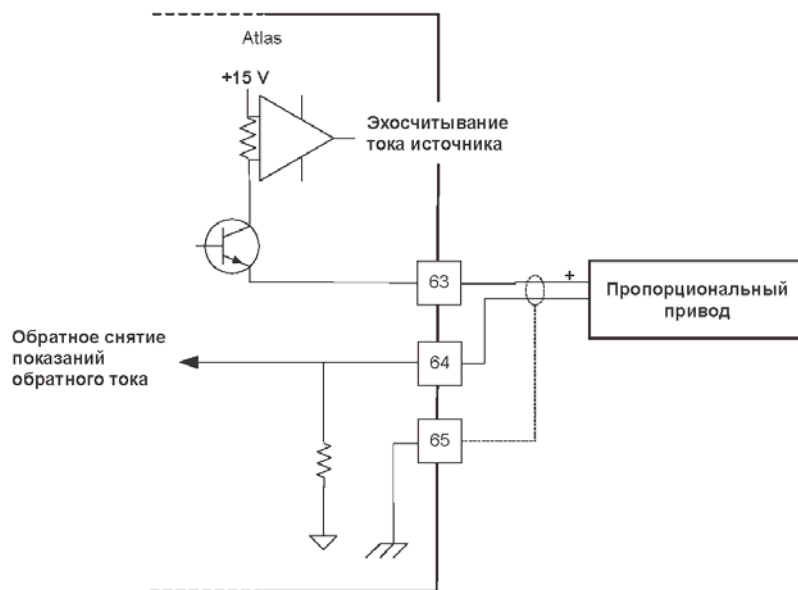 Atlas
+15 V
Эхосчитывание
тока источника
63
+
Пропорциональный
привод
Обратное снятие
показаний
обратного тока
64
65